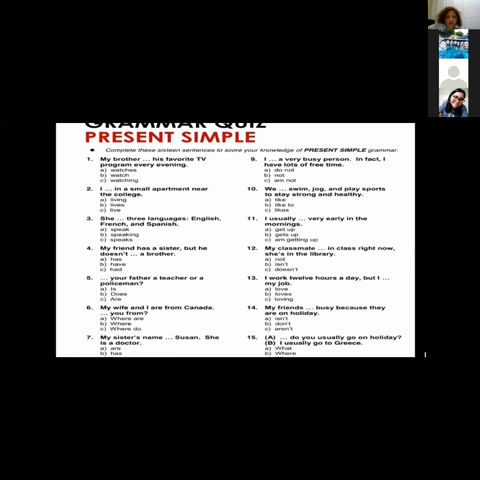 GRAMMAR QUIZ
PRESENT SIMPLE
Complete these sixteen sentences to score your knowledge of PRESENT SIMPLE grammar.
1. My brother ... his favorite TV
program every evening.
a) watches
b) watch
c) watching
2. I ... in a small apartment near
the college.
a) living
b) lives
c) live
3. She ... three languages: English,
French, and Spanish.
a) speak
b) speaking
c) speaks
4. My friend has a sister, but he
doesn't ... a brother.
a) has
b) have
c) had
5. ... your father a teacher or a
policeman?
a) Is
b) Does
c) Are
6. My wife and I are from Canada.
... you from?
a) Where are
b) Where
c) Where do
7. My sister's name ... Susan. She
is a doctor.
a) are
b) has
9. I ... a very busy person. In fact, I
have lots of free time.
a) do not
b) not
c) am not
10. We ... swim, jog, and play sports
to stay strong and healthy.
a) like
b) like to
c) likes
11. I usually ... very early in the
mornings.
a) get up
b) gets up
c) am getting up
12. My classmate ... in class right now,
she's in the library.
a) not
b) isn't
c) doesn't
13. I work twelve hours a day, but I ...
my job.
a) love
b) loves
c) loving
14. My friends ... busy because they
are on holiday.
a) isn't
b) don't
c) aren't
15. (A) ... do you usually go on holiday?
(B) I usually go to Greece.
a) What
b) Where